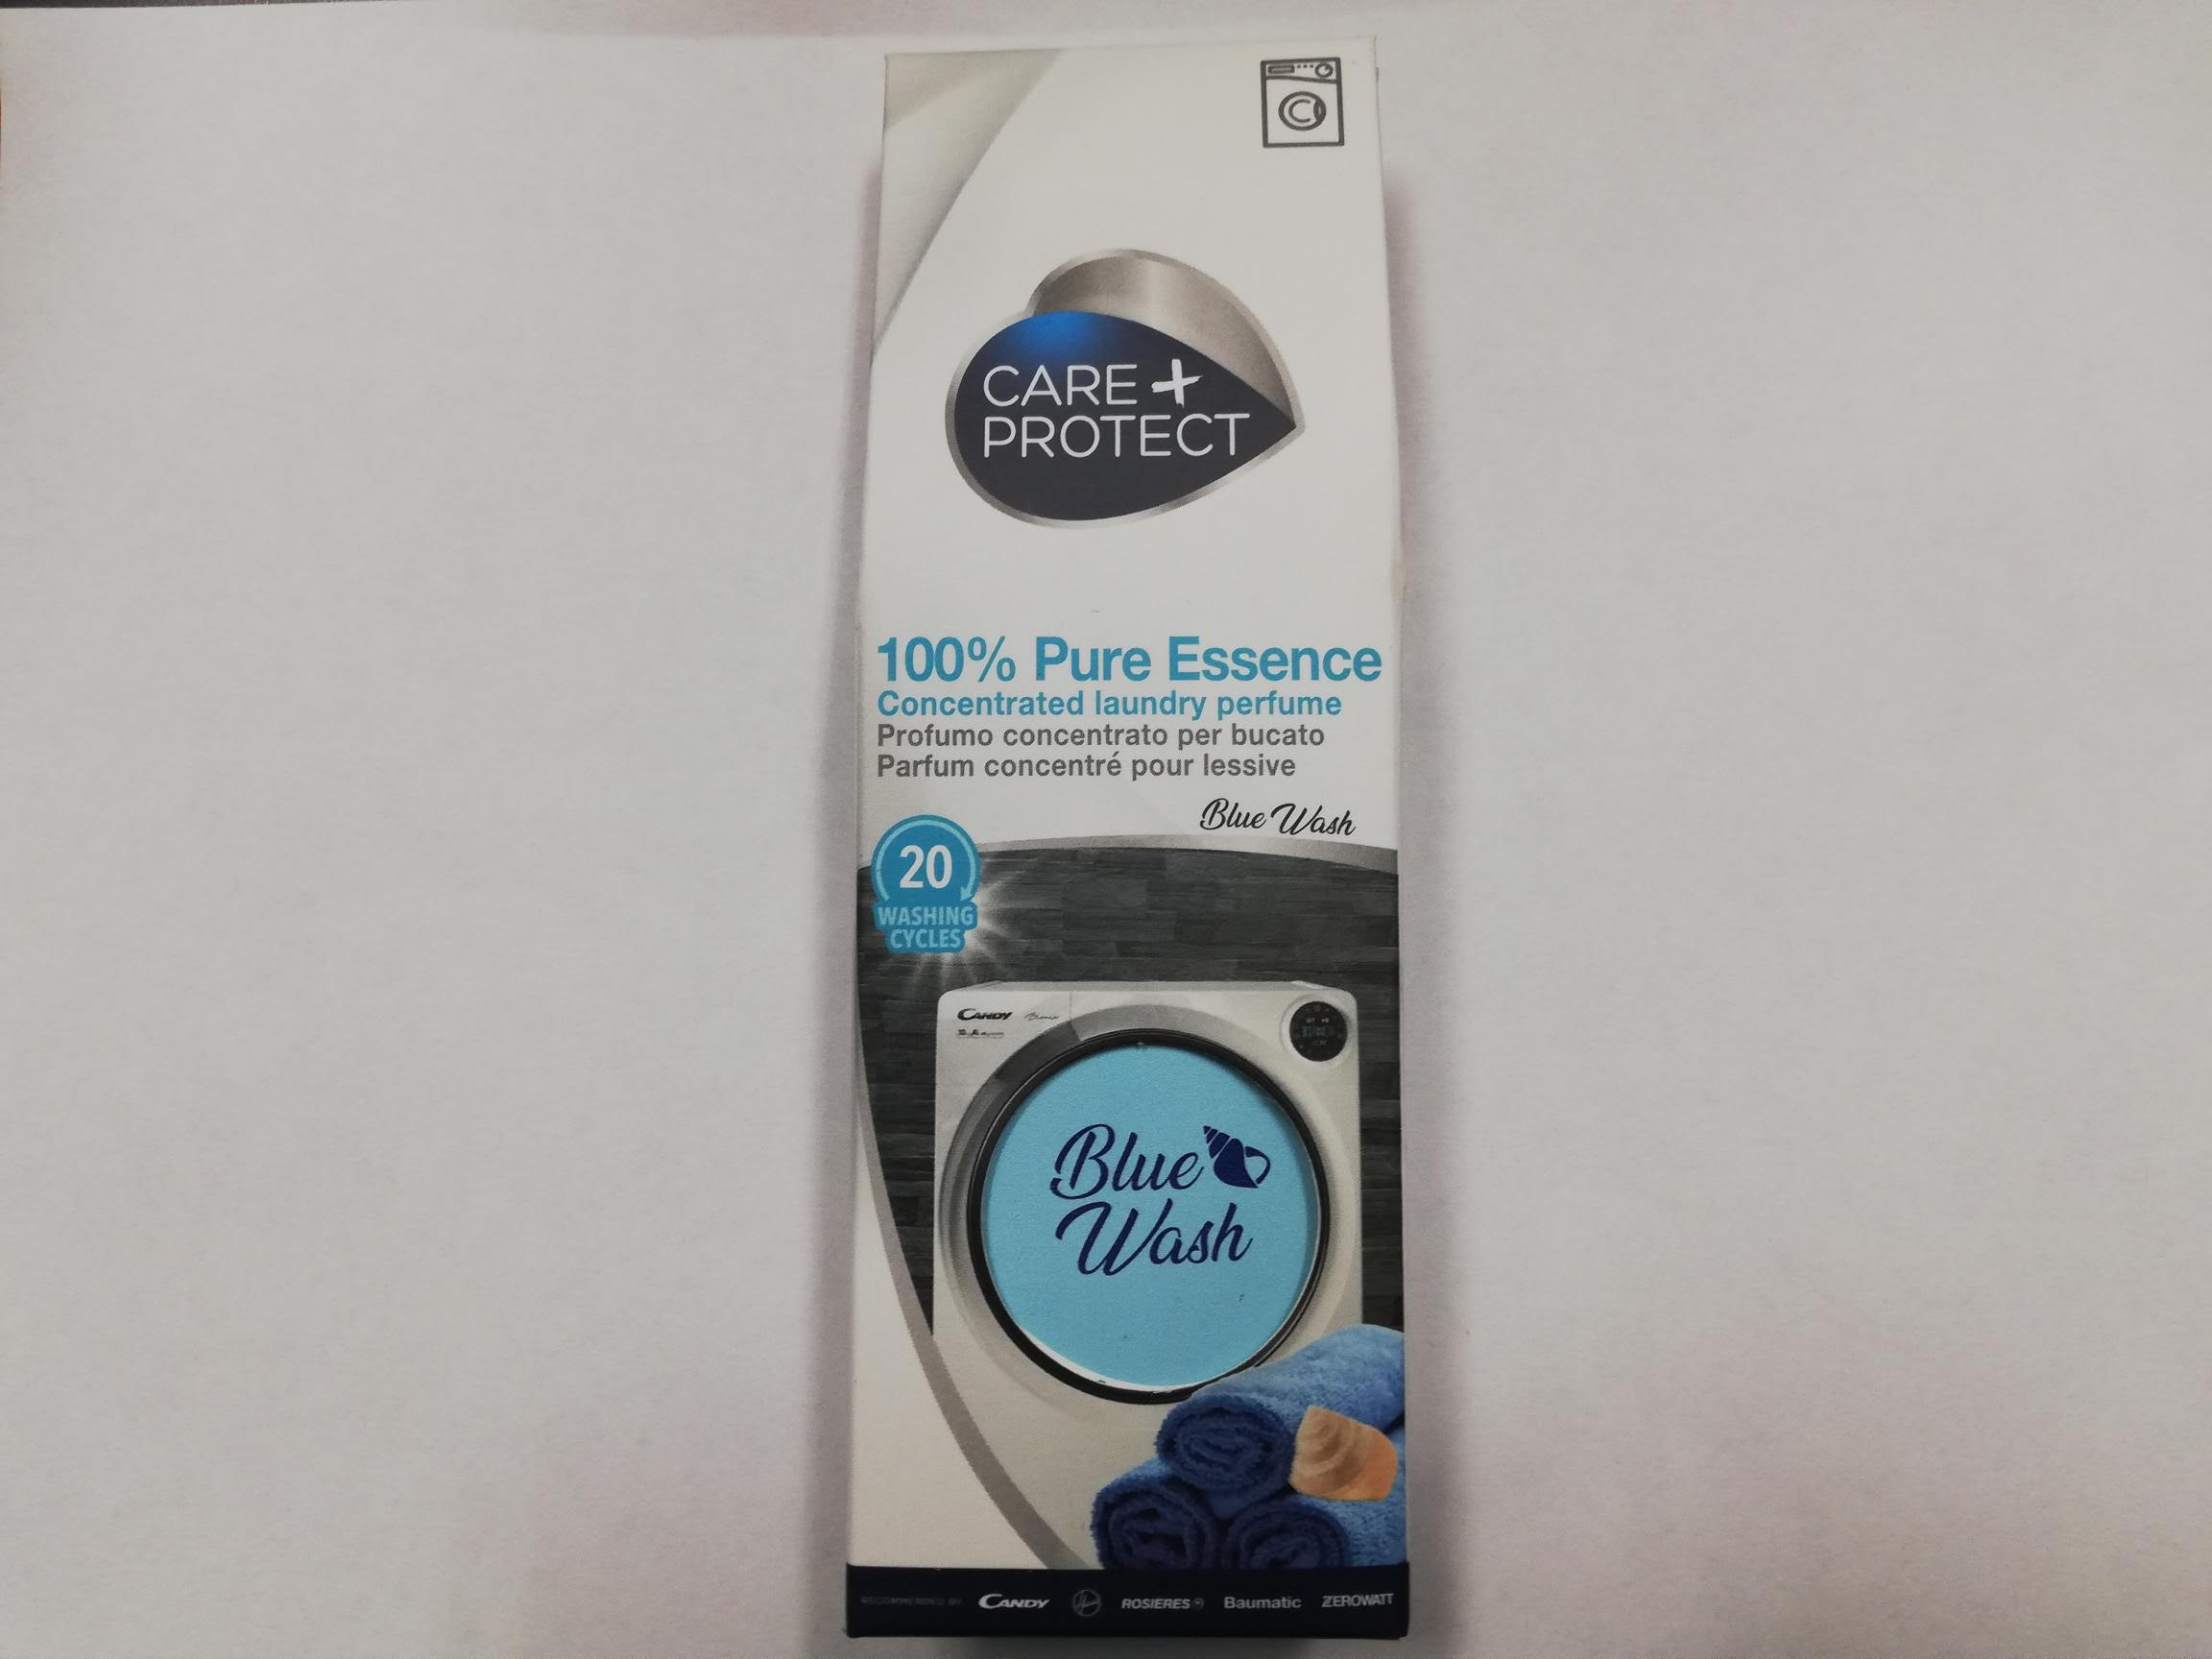 CARE +
PROTECT
100% Pure Essence
Concentrated laundry perfume
Profumo concentrato per bucato
Parfum concentré pour lessive
Blue Wash
20
WASHING
CYCLES
CANDY
Blue
Wash
RECOMMENDED BY CANDY ROSIERES Baumatic ZEROWATT